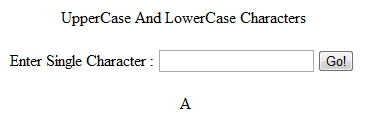 UpperCase And LowerCase Characters
Enter Single Character : Go!
A